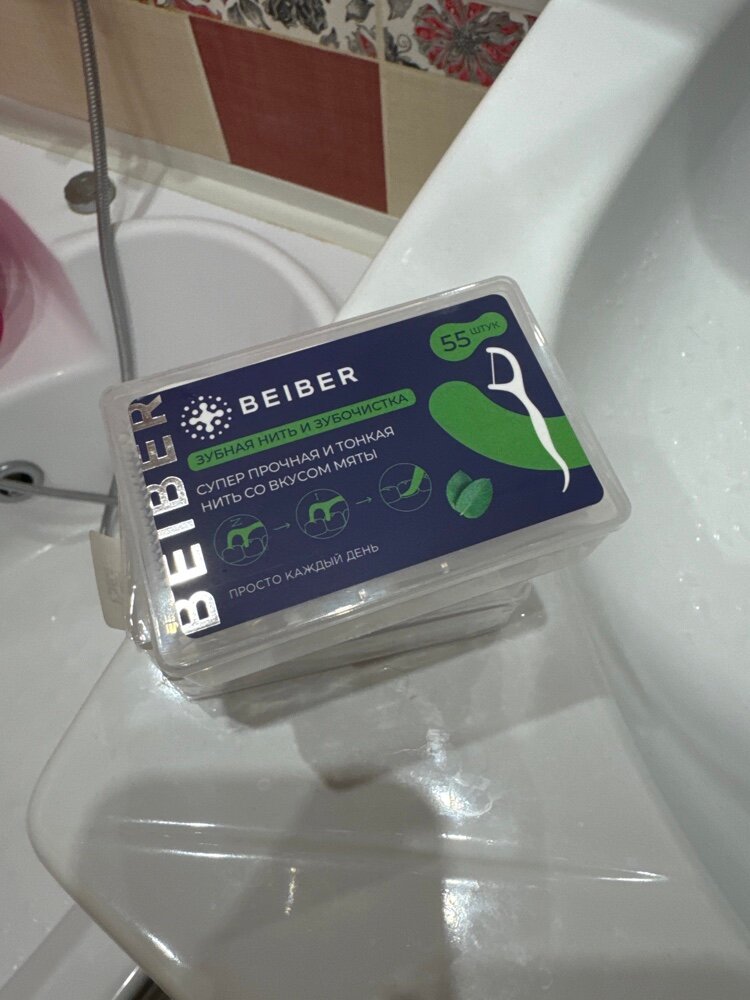 BEIBER
BEIBER
55 ШТУК
ЗУБНАЯ НИТЬ И ЗУБОЧИСТКА
СУПЕР ПРОЧНАЯ И ТОНКАЯ
НИТЬ СО ВКУСОМ МЯТЫ
ПРОСТО КАЖДЫЙ ДЕНЬ